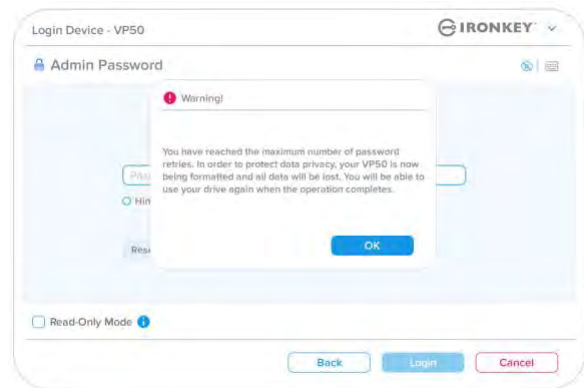 Login Device - VP50
IRONKEY
Admin Password
Warning!
You have reached the maximum number of password
retries. In order to protect data privacy, your VP50 is now
being formatted and all data will be lost. You will be able to
use your drive again when the operation completes.
OK
Read-Only Mode
Back
Login
Cancel